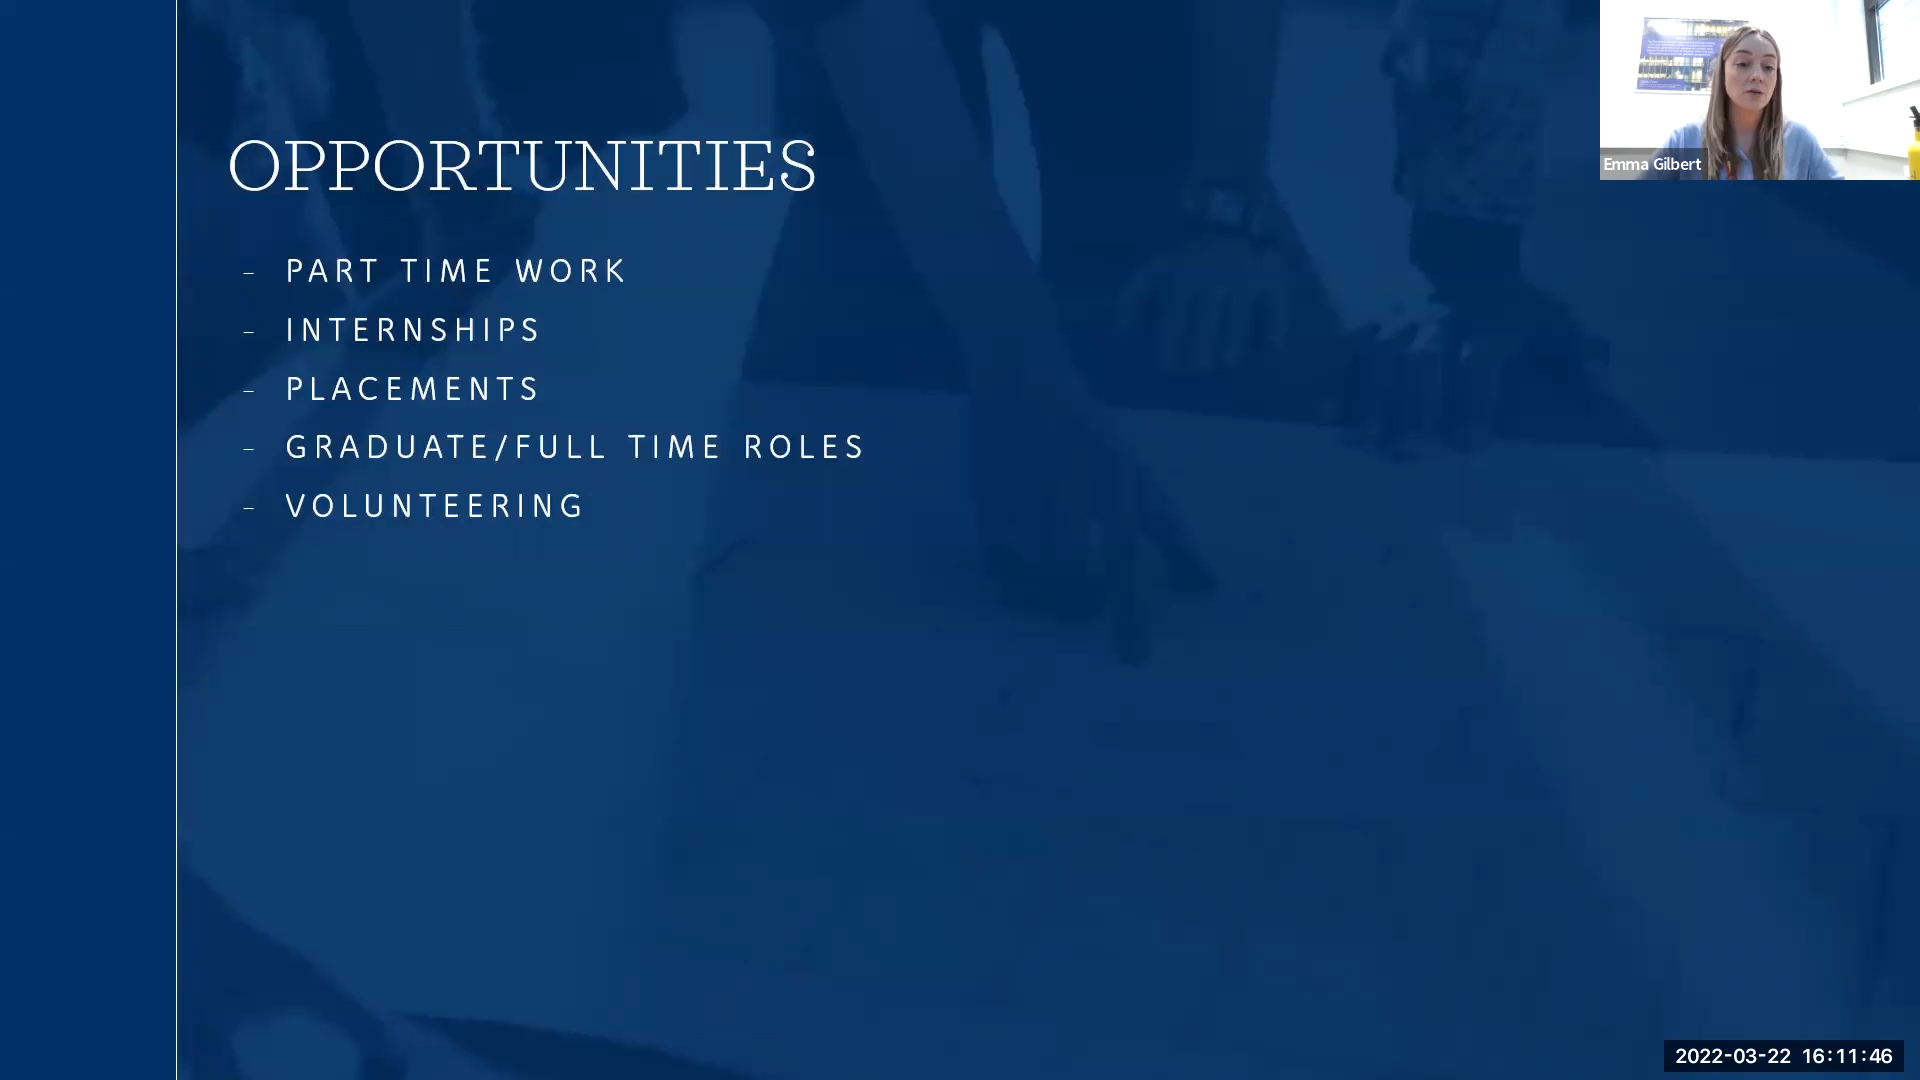 OPPORTUNITIES
- PART TIME WORK
- INTERNSHIPS
- PLACEMENTS
- GRADUATE/FULL TIME ROLES
- VOLUNTEERING
Emma Gilbert
2022-03-22 16:11:46